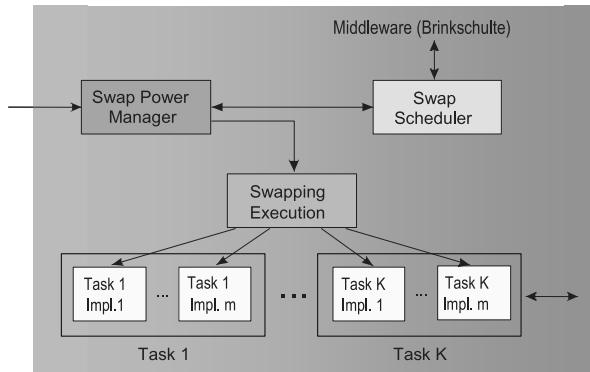 Middleware (Brinkschulte)
Swap Power
Manager
Swap
Scheduler
Swapping
Execution
Task 1
Impl.1
...
Task 1
Impl. m
...
Task K
Impl. 1
...
Task K
Impl. m
Task 1
Task K